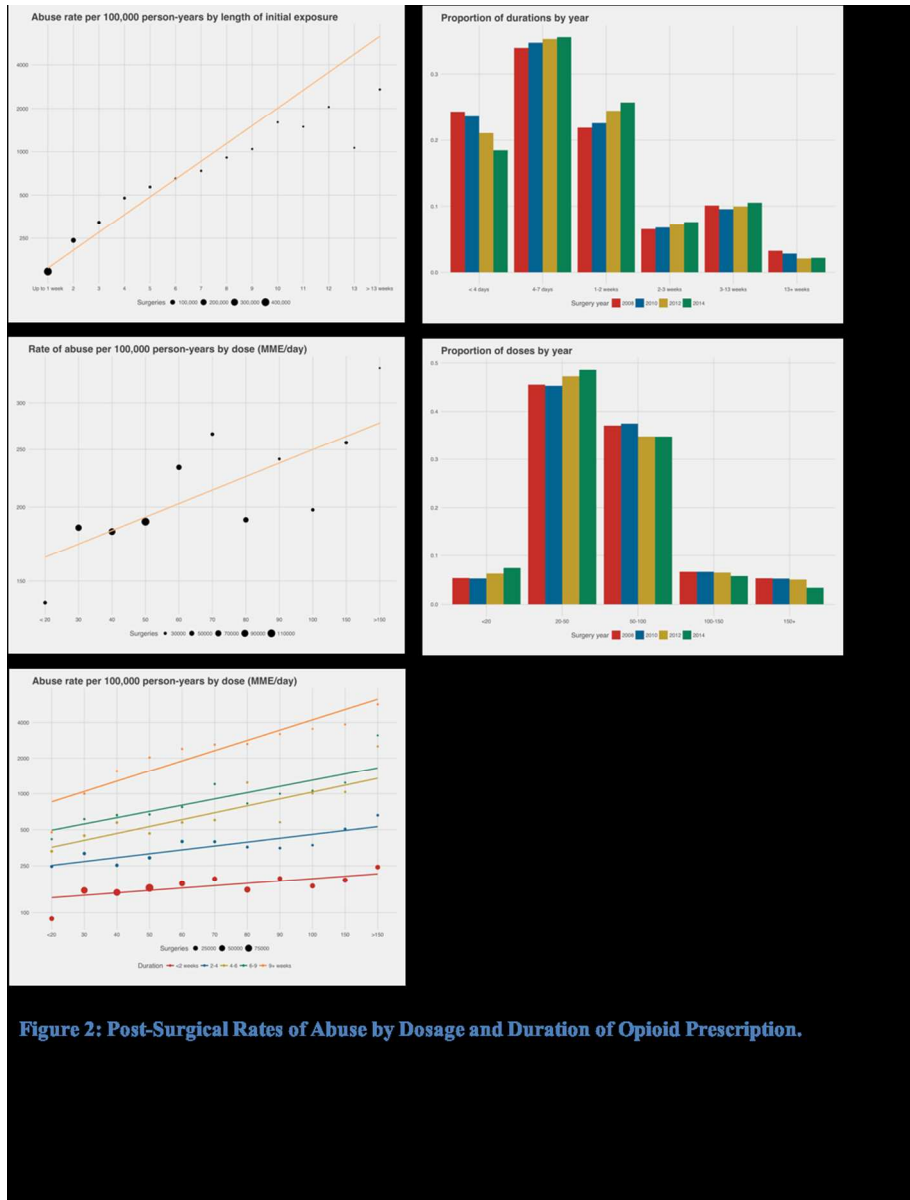 Abuse rate per 100,000 person-years by length of initial exposure
4000
2000
1000
500
250
Up to 1 week 2 3 4 5 6 7 8 9 10 11 12 13 > 13 weeks
Surgeries 100,000 200,000 300,000 400,000
Proportion of durations by year
0.3
0.2
0.1
0.0
< 4 days 4-7 days 1-2 weeks 2-3 weeks 3-13 weeks 13+ weeks
Surgery year 2008 2010 2012 2014
Rate of abuse per 100,000 person-years by dose (MME/day)
300
250
200
150
< 20 30 40 50 60 70 80 90 100 150 >150
Surgeries 30000 50000 70000 90000 110000
Proportion of doses by year
0.5
0.4
0.3
0.2
0.1
0.0
<20 20-50 50-100 100-150 150+
Surgery year 2008 2010 2012 2014
Abuse rate per 100,000 person-years by dose (MME/day)
4000
2000
1000
500
250
100
<20 30 40 50 60 70 80 90 100 150 >150
Surgeries 25000 50000 75000
Duration <2 weeks 2-4 4-6 6-9 9+ weeks
Figure 2: Post-Surgical Rates of Abuse by Dosage and Duration of Opioid Prescription.